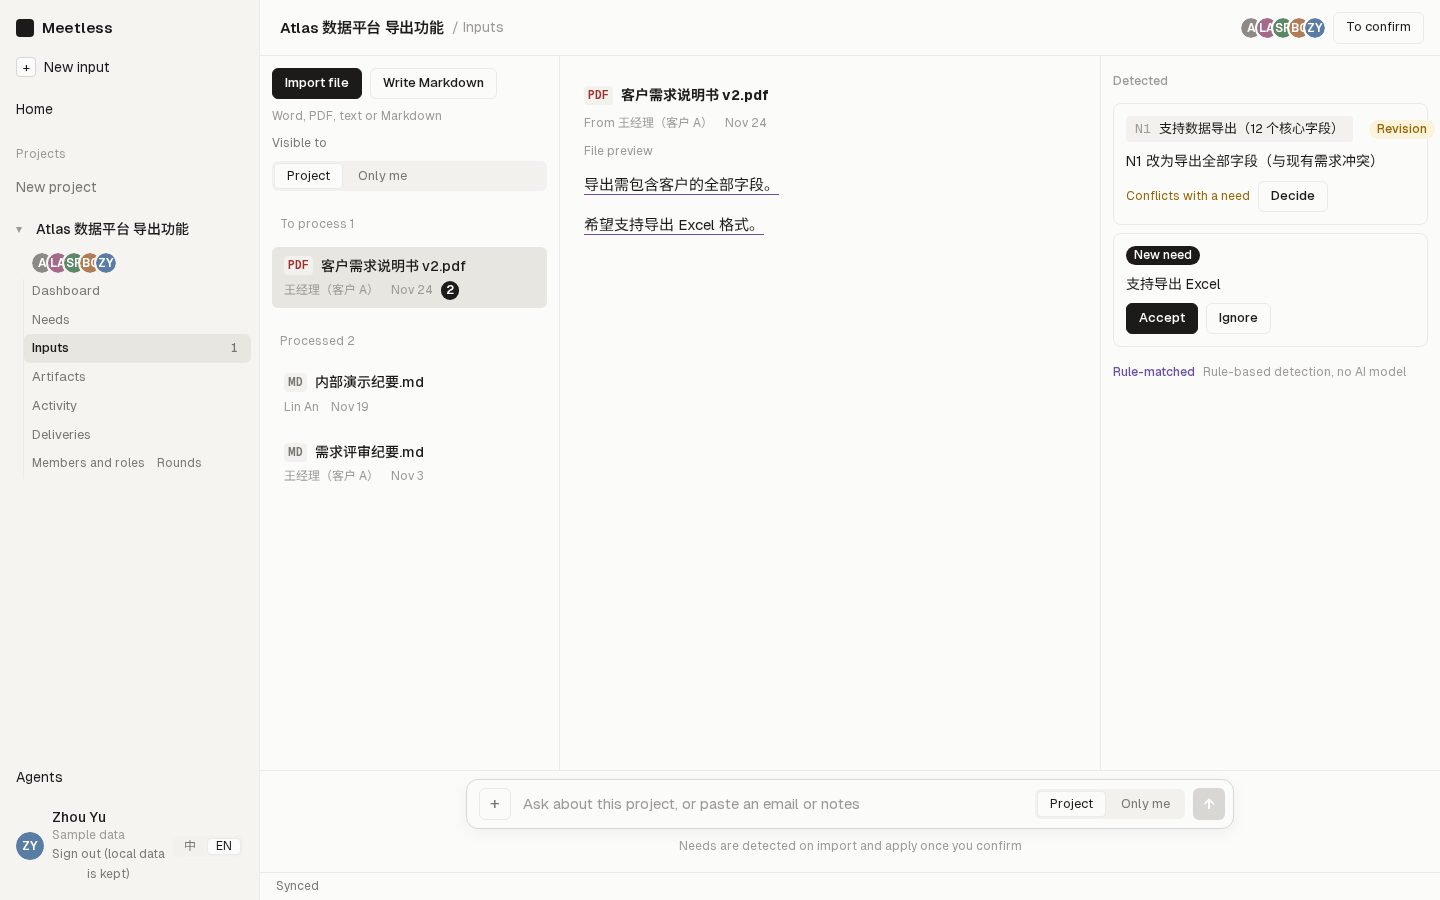 Meetless
+ New input
Home
Projects
New project
▾ Atlas 数据平台 导出功能
A LA SF BC ZY
Dashboard
Needs
Inputs 1
Artifacts
Activity
Deliveries
Members and roles Rounds
Agents
Zhou Yu
ZY Sample data
Sign out (local data is kept)
中 EN
Atlas 数据平台 导出功能 / Inputs
ZY
To confirm
Import file Write Markdown
Word, PDF, text or Markdown
Visible to
Project Only me
To process 1
PDF 客户需求说明书 v2.pdf
王经理（客户 A） Nov 24 2
Processed 2
MD 内部演示纪要.md
Lin An Nov 19
MD 需求评审纪要.md
王经理（客户 A） Nov 3
PDF 客户需求说明书 v2.pdf
From 王经理（客户 A） Nov 24
File preview
导出需包含客户的全部字段。
希望支持导出 Excel 格式。
Detected
N1 支持数据导出（12 个核心字段） Revision
N1 改为导出全部字段（与现有需求冲突）
Conflicts with a need Decide
New need
支持导出 Excel
Accept Ignore
Rule-matched Rule-based detection, no AI model
+ Ask about this project, or paste an email or notes Project Only me ↑
Needs are detected on import and apply once you confirm
Synced